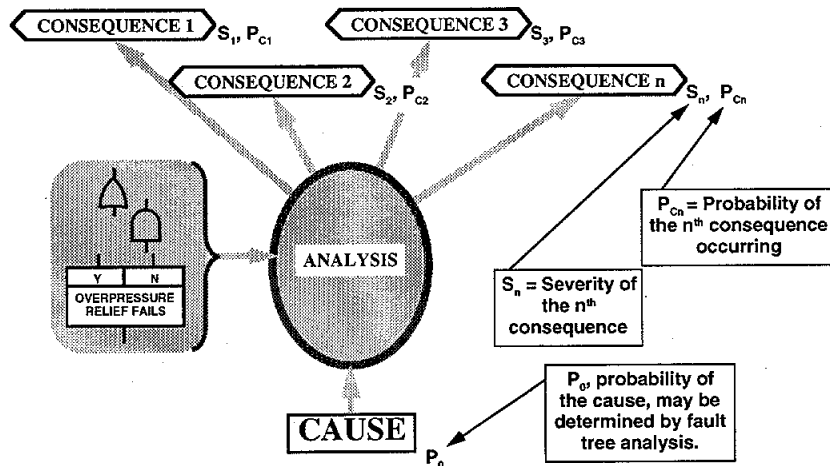 CONSEQUENCE 1
S1, PC1
CONSEQUENCE 3
S3, PC3
CONSEQUENCE 2
S2, PC2
CONSEQUENCE n
Sn, PCn
PCn = Probability of
the nth consequence
occurring
ANALYSIS
Y N
OVERPRESSURE
RELIEF FAILS
Sn = Severity of
the nth
consequence
P0, probability of
the cause, may be
determined by fault
tree analysis.
CAUSE
P0